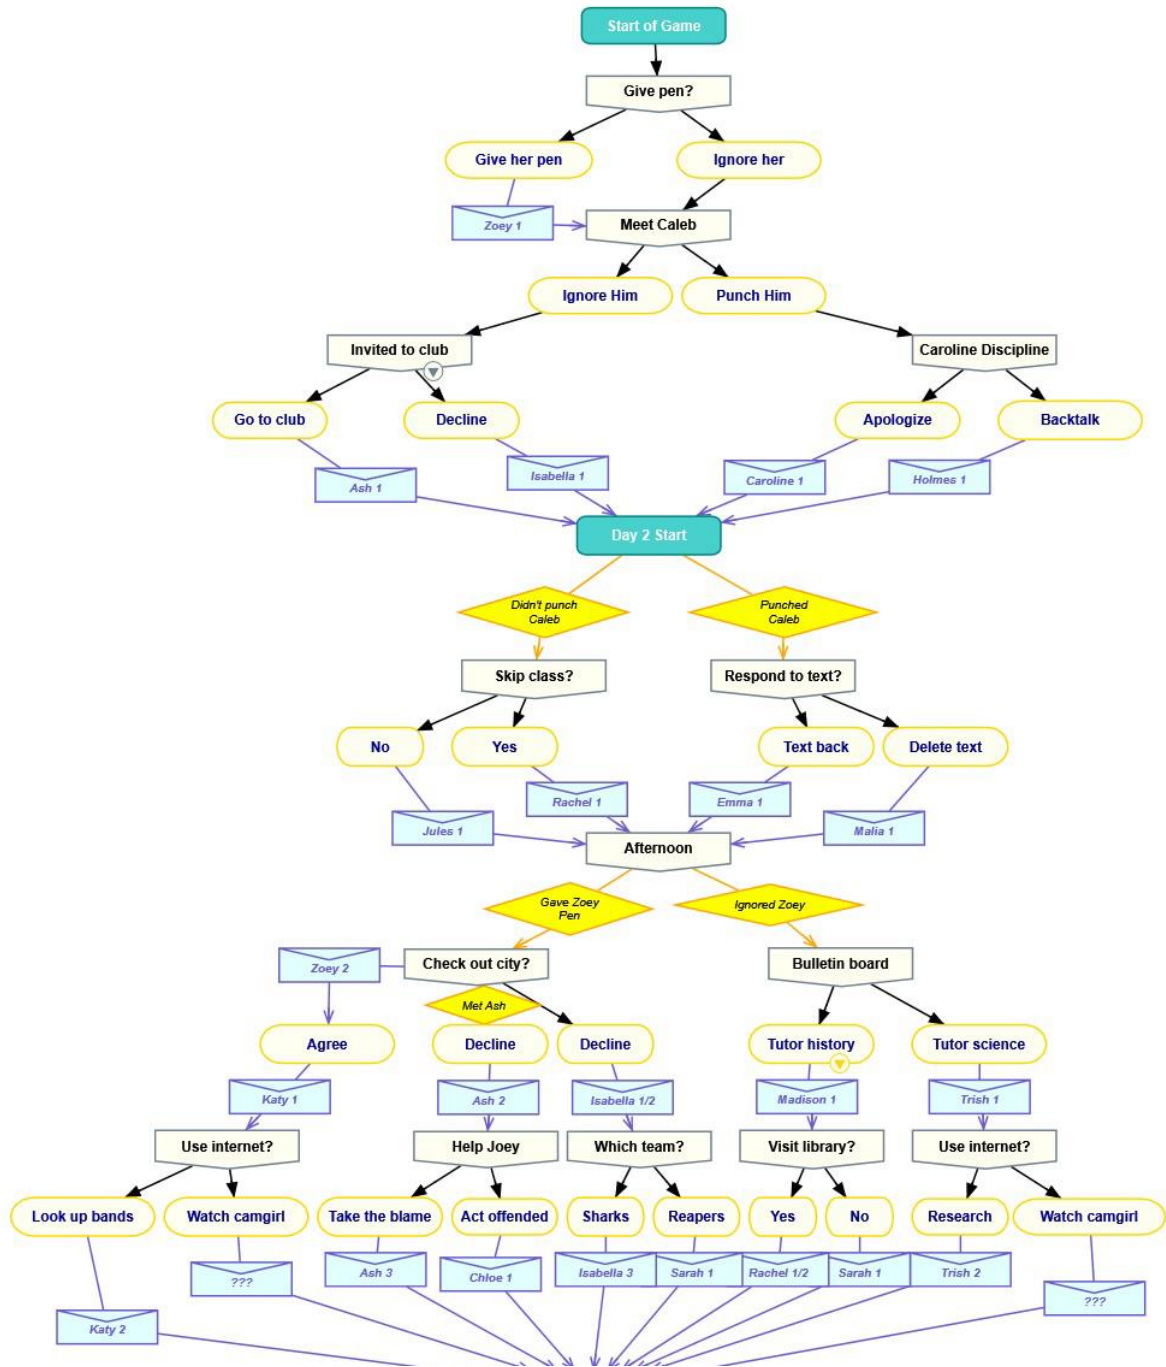 Start of Game
Give pen?
Give her pen
Ignore her
Zoey 1
Meet Caleb
Ignore Him
Punch Him
Invited to club
Caroline Discipline
Go to club
Decline
Apologize
Backtalk
Ash 1
Isabella 1
Caroline 1
Holmes 1
Day 2 Start
Didn't punch
Caleb
Punched
Caleb
Skip class?
Respond to text?
No
Yes
Text back
Delete text
Rachel 1
Emma 1
Jules 1
Malia 1
Afternoon
Gave Zoey
Pen
Ignored Zoey
Zoey 2
Check out city?
Bulletin board
Met Ash
Agree
Decline
Decline
Tutor history
Tutor science
Katy 1
Ash 2
Isabella 1/2
Madison 1
Trish 1
Use internet?
Help Joey
Which team?
Visit library?
Use internet?
Look up bands
Watch camgirl
Take the blame
Act offended
Sharks
Reapers
Yes
No
Research
Watch camgirl
???
Ash 3
Chloe 1
Isabella 3
Sarah 1
Rachel 1/2
Sarah 1
Trish 2
???
Katy 2